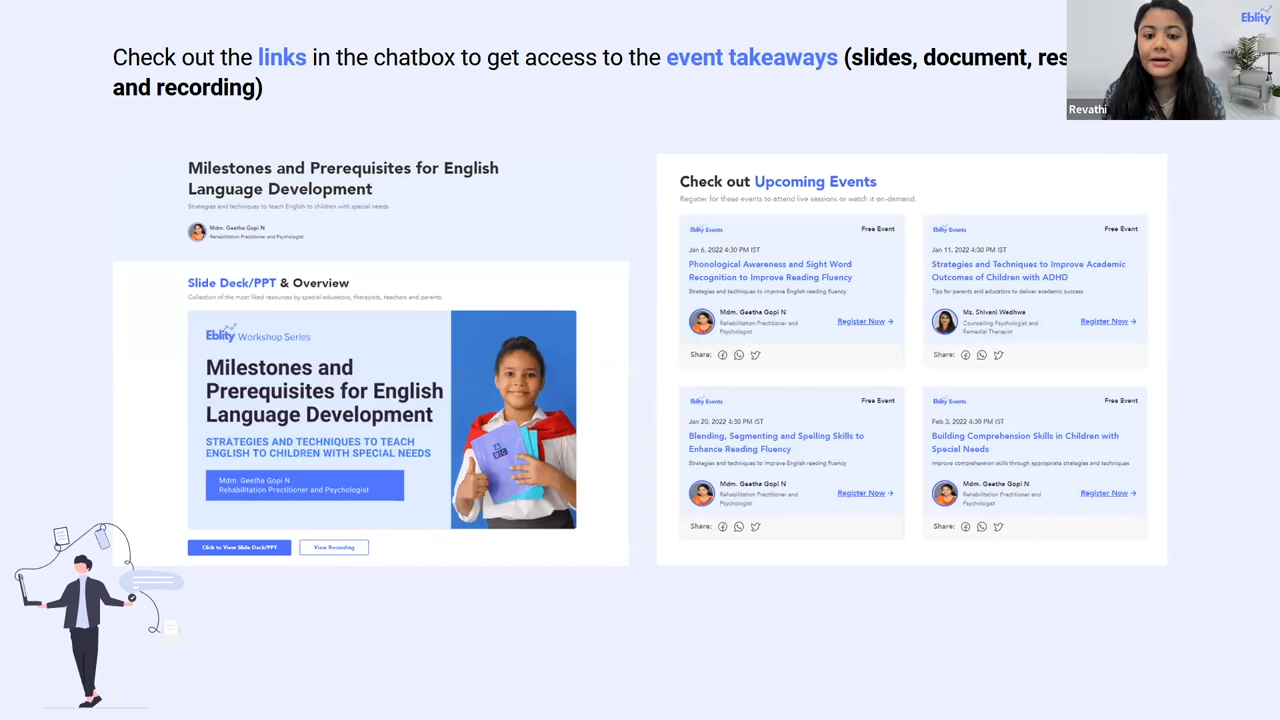 Check out the links in the chatbox to get access to the event takeaways (slides, document,
and recording)
Eblity
Revathi
Milestones and Prerequisites for English
Language Development
Strategies and techniques to teach English to children with special needs
Mdm. Geetha Gopi N
Rehabilitation Practitioner and Psychologist
Slide Deck/PPT & Overview
Collection of the most liked resources by special educators, therapists, teachers and parents.
Eblity Workshop Series
Milestones and
Prerequisites for English
Language Development
STRATEGIES AND TECHNIQUES TO TEACH
ENGLISH TO CHILDREN WITH SPECIAL NEEDS
Mdm. Geetha Gopi N
Rehabilitation Practitioner and Psychologist
ABC
Click to View Slide Deck/PPT
View Recording
Check out Upcoming Events
Register for these events to attend live sessions or watch it on-demand.
Eblity Events
Free Event
Jan 6, 2022 4:30 PM IST
Phonological Awareness and Sight Word
Recognition to Improve Reading Fluency
Strategies and techniques to improve English reading fluency
Mdm. Geetha Gopi N
Rehabilitation Practitioner and
Psychologist
Register Now →
Share:
Eblity Events
Free Event
Jan 11, 2022 4:30 PM IST
Strategies and Techniques to Improve Academic
Outcomes of Children with ADHD
Tips for parents and educators to deliver academic success
Ms. Shivani Wadhwa
Counselling Psychologist and
Remedial Therapist
Register Now →
Share:
Eblity Events
Free Event
Jan 20, 2022 4:30 PM IST
Blending, Segmenting and Spelling Skills to
Enhance Reading Fluency
Strategies and techniques to improve English reading fluency
Mdm. Geetha Gopi N
Rehabilitation Practitioner and
Psychologist
Register Now →
Share:
Eblity Events
Free Event
Feb 3, 2022 4:30 PM IST
Building Comprehension Skills in Children with
Special Needs
Improve comprehension skills through appropriate strategies and techniques
Mdm. Geetha Gopi N
Rehabilitation Practitioner and
Psychologist
Register Now →
Share: